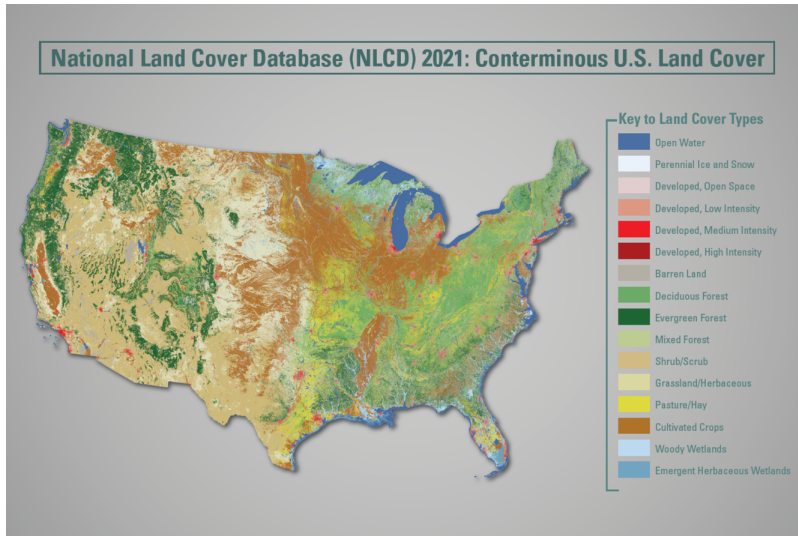 National Land Cover Database (NLCD) 2021: Conterminous U.S. Land Cover
Key to Land Cover Types
Open Water
Perennial Ice and Snow
Developed, Open Space
Developed, Low Intensity
Developed, Medium Intensity
Developed, High Intensity
Barren Land
Deciduous Forest
Evergreen Forest
Mixed Forest
Shrub/Scrub
Grassland/Herbaceous
Pasture/Hay
Cultivated Crops
Woody Wetlands
Emergent Herbaceous Wetlands